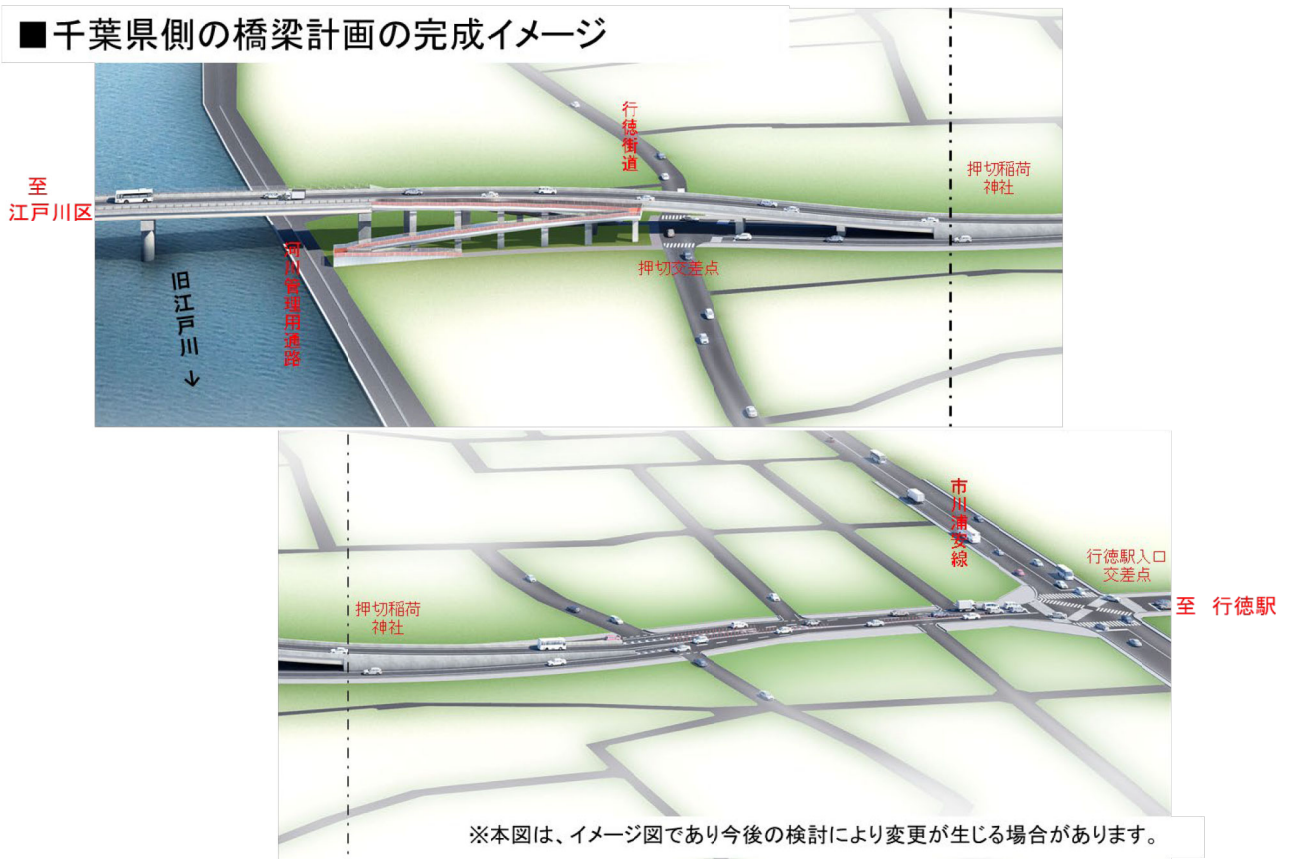 ■千葉県側の橋梁計画の完成イメージ
行徳街道
押切稲荷
神社
至
江戸川区
河川管理用通路
押切交差点
旧江戸川
↓
市川浦安線
行徳駅入口
交差点
押切稲荷
神社
至 行徳駅
※本図は、イメージ図であり今後の検討により変更が生じる場合があります。